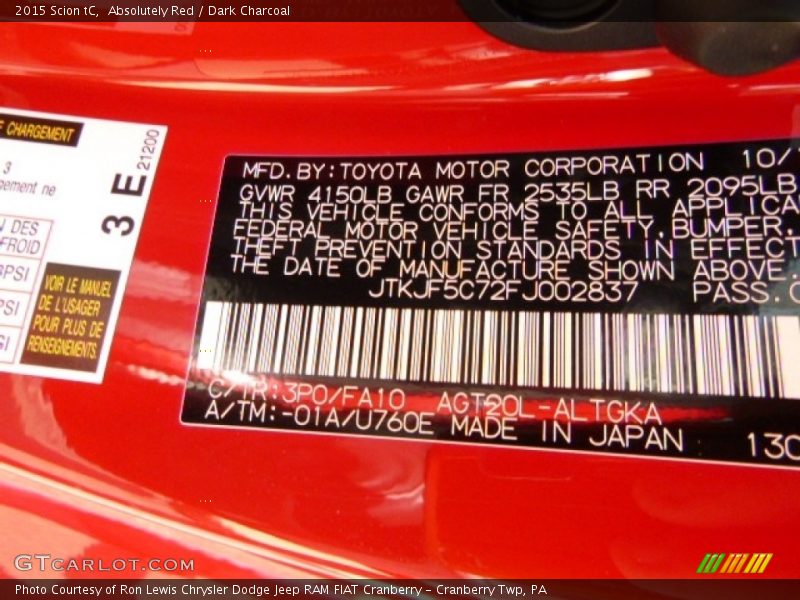 2015 Scion tC,  Absolutely Red / Dark Charcoal
CHARGEMENT
3
ne
DES
FROID
PSI
PSI
VOIR LE MANUEL
DE L'USAGER
POUR PLUS DE
RENSEIGNEMENTS.
3 E
21200
MFD.BY:TOYOTA MOTOR CORPORATION 10/
GVWR 4150LB GAWR FR 2535LB RR 2095LB
THIS VEHICLE CONFORMS TO ALL APPLICA
FEDERAL MOTOR VEHICLE SAFETY,BUMPER,
THEFT PREVENTION STANDARDS IN EFFECT
THE DATE OF MANUFACTURE SHOWN ABOVE.
JTKJF5C72FJ002837 PASS.C
C/TR:3P0/FA10 AGT20L-ALTGKA
A/TM:-01A/U760E MADE IN JAPAN 130
GTCARLOT.COM
Photo Courtesy of Ron Lewis Chrysler Dodge Jeep RAM FIAT Cranberry – Cranberry Twp, PA